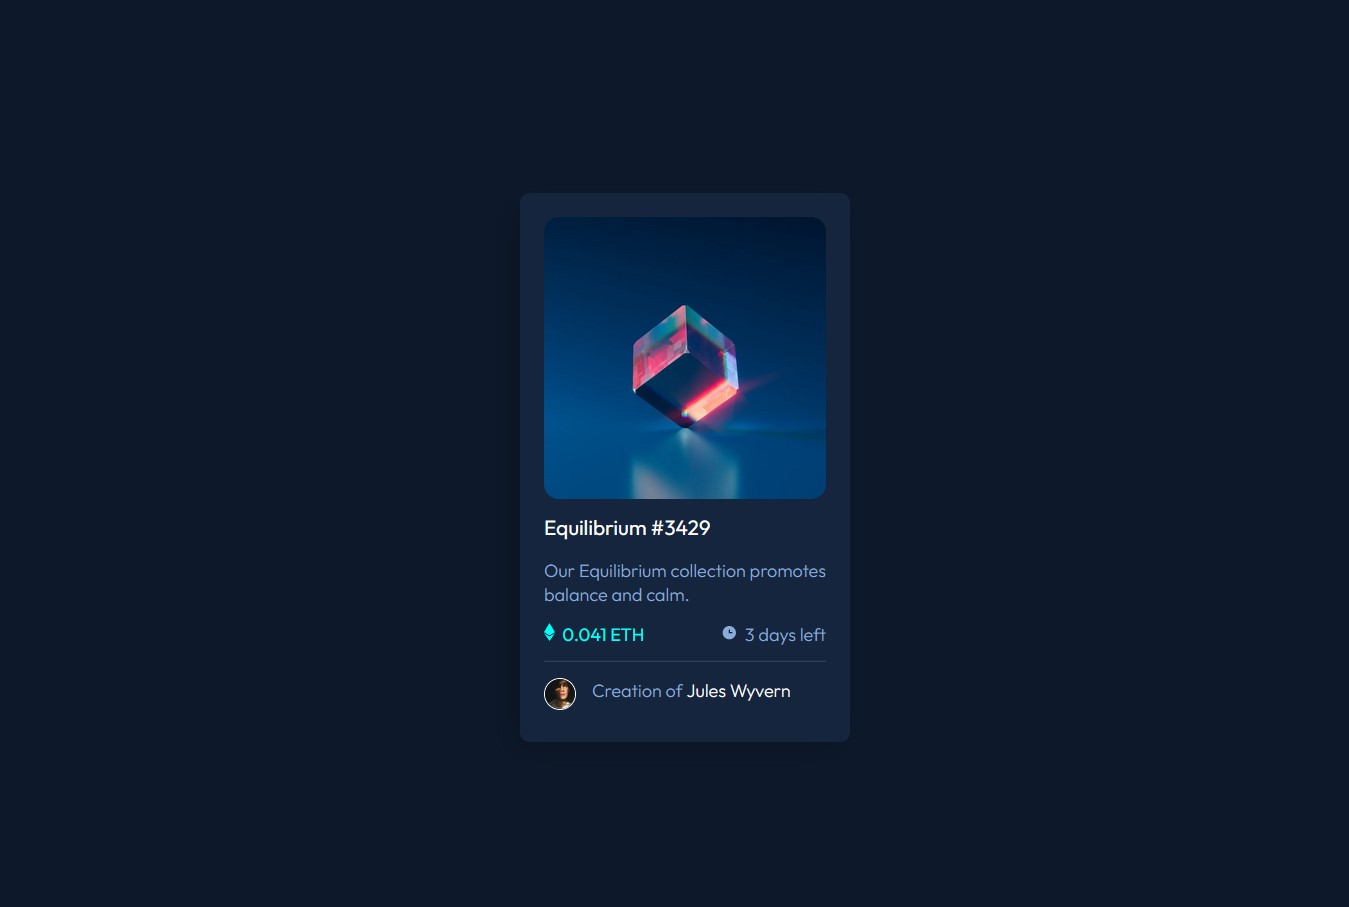 Equilibrium #3429
Our Equilibrium collection promotes
balance and calm.
0.041 ETH 3 days left
Creation of Jules Wyvern